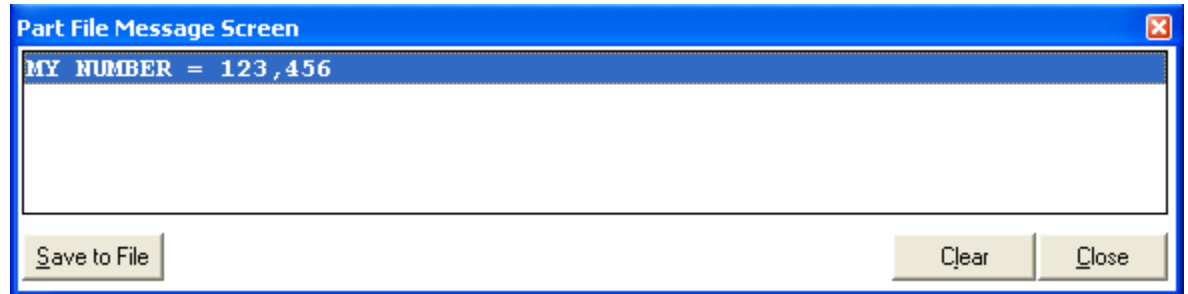 Part File Message Screen
MY NUMBER = 123,456
Save to File Clear Close